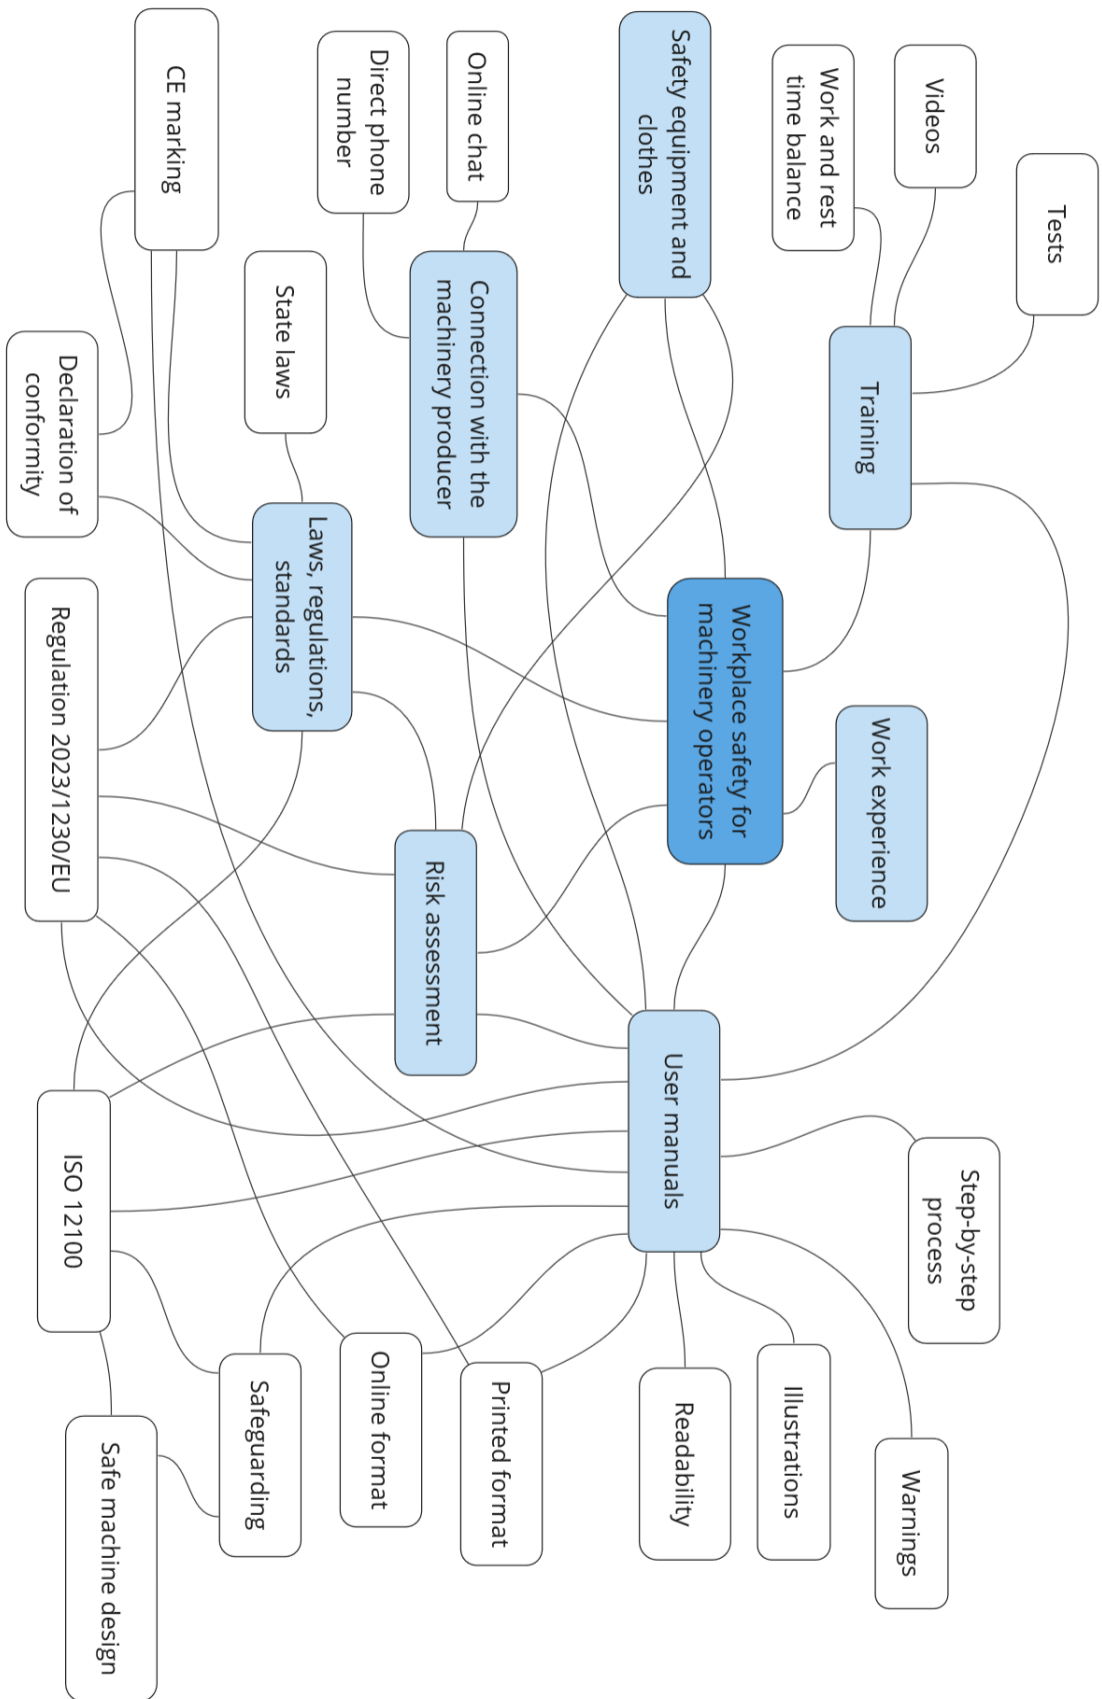 Tests
Step-by-step
process
Videos
Warnings
Work experience
Training
Work and rest
time balance
Illustrations
Workplace safety for
machinery operators
Readability
User manuals
Safety equipment and
clothes
Printed format
Online chat
Connection with the
machinery producer
Risk assessment
Online format
Direct phone
number
Laws, regulations,
standards
State laws
Safeguarding
CE marking
Safe machine design
ISO 12100
Regulation 2023/1230/EU
Declaration of
conformity